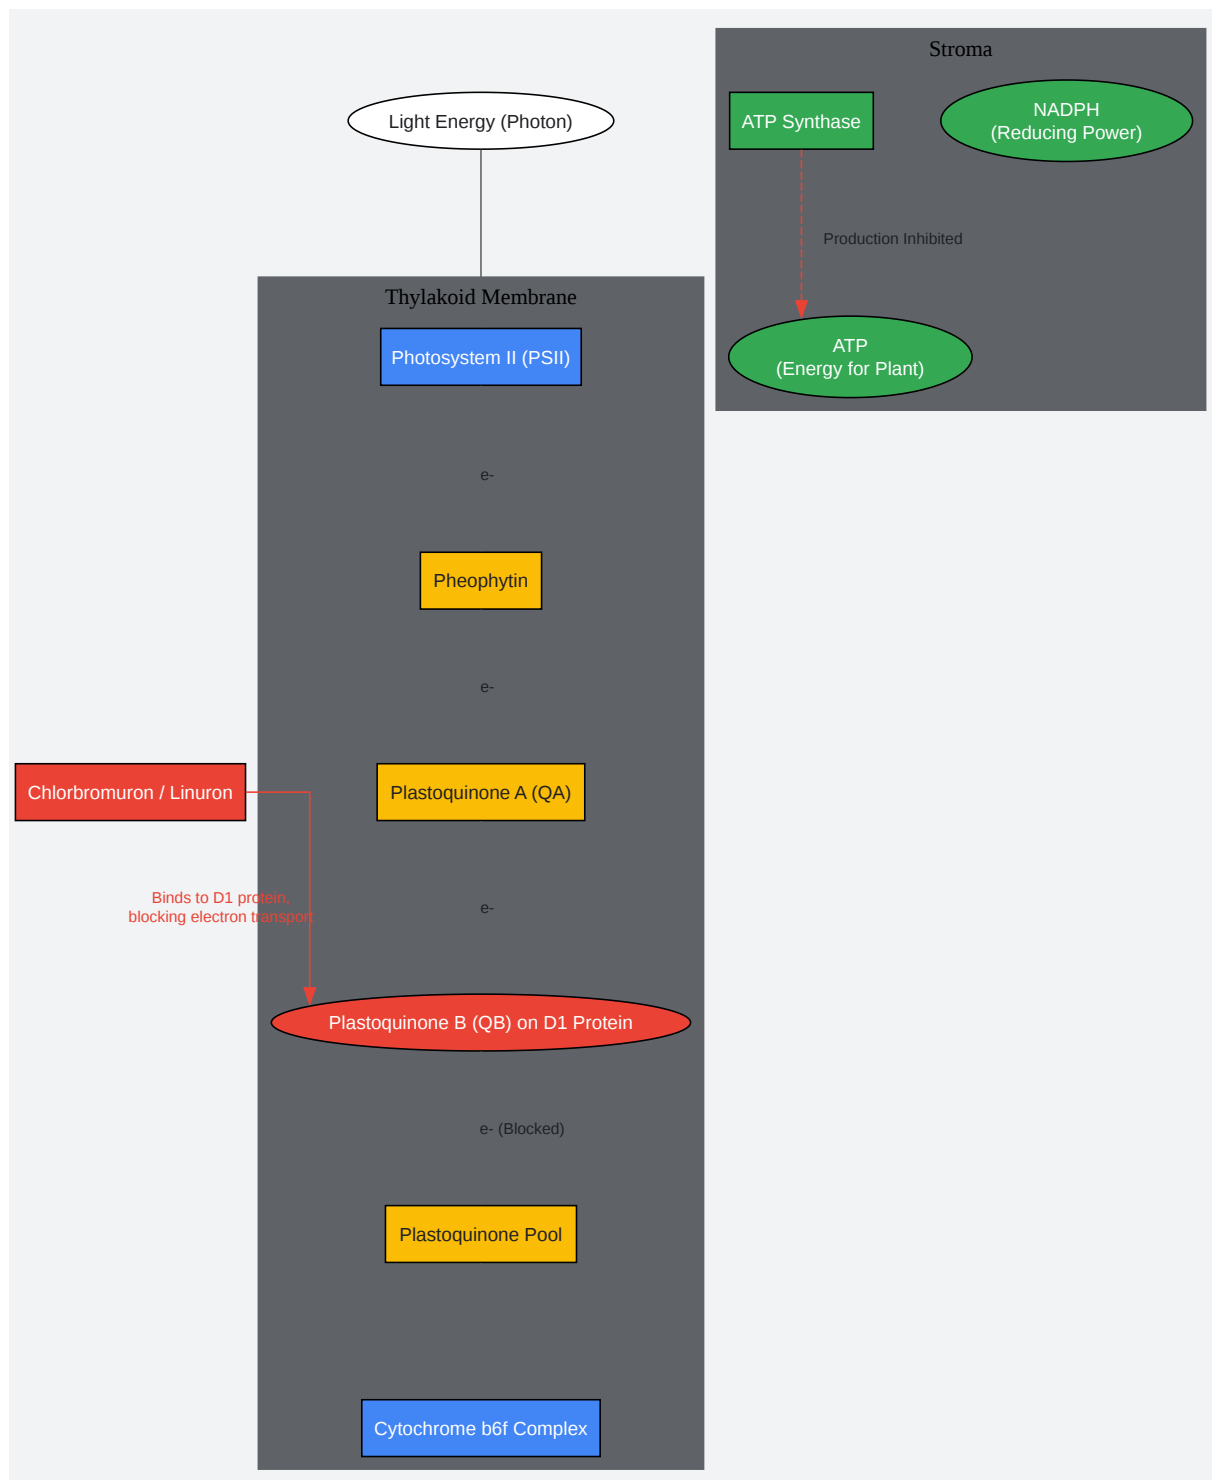 Stroma
Light Energy (Photon)
ATP Synthase
NADPH
(Reducing Power)
Production Inhibited
Thylakoid Membrane
Photosystem II (PSII)
ATP
(Energy for Plant)
e-
Pheophytin
e-
Chlorbromuron / Linuron
Plastoquinone A (QA)
Binds to D1 protein,
blocking electron transport
e-
Plastoquinone B (QB) on D1 Protein
e- (Blocked)
Plastoquinone Pool
Cytochrome b6f Complex